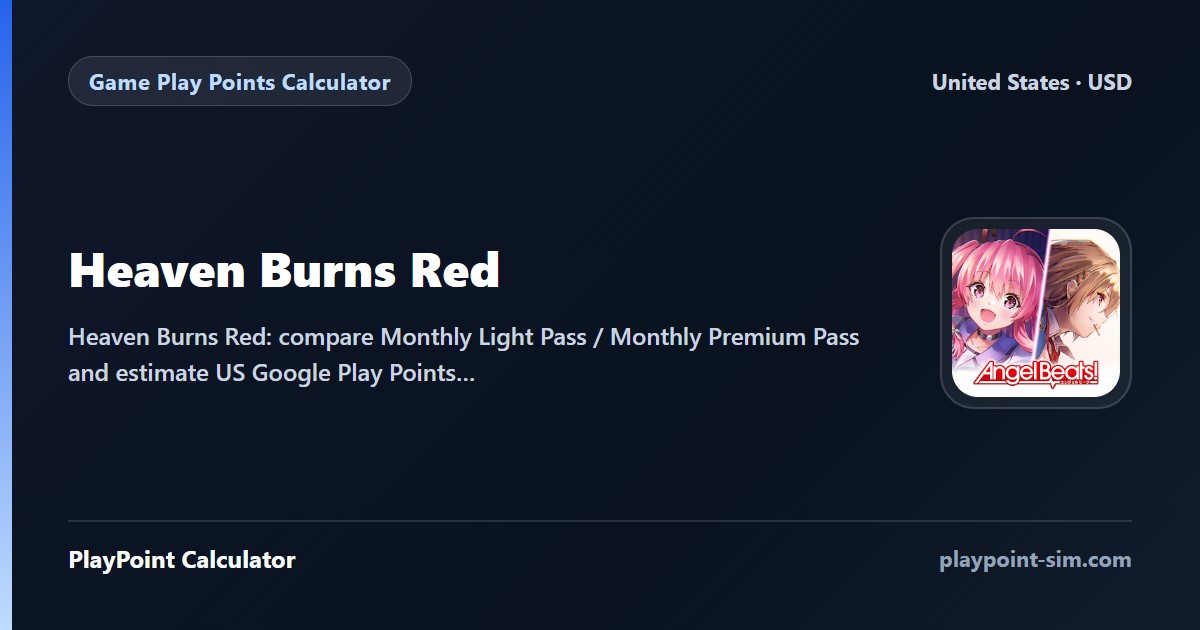 Game Play Points Calculator
United States · USD
Heaven Burns Red
Heaven Burns Red: compare Monthly Light Pass / Monthly Premium Pass
and estimate US Google Play Points...
AngelBeats!
PlayPoint Calculator
playpoint-sim.com